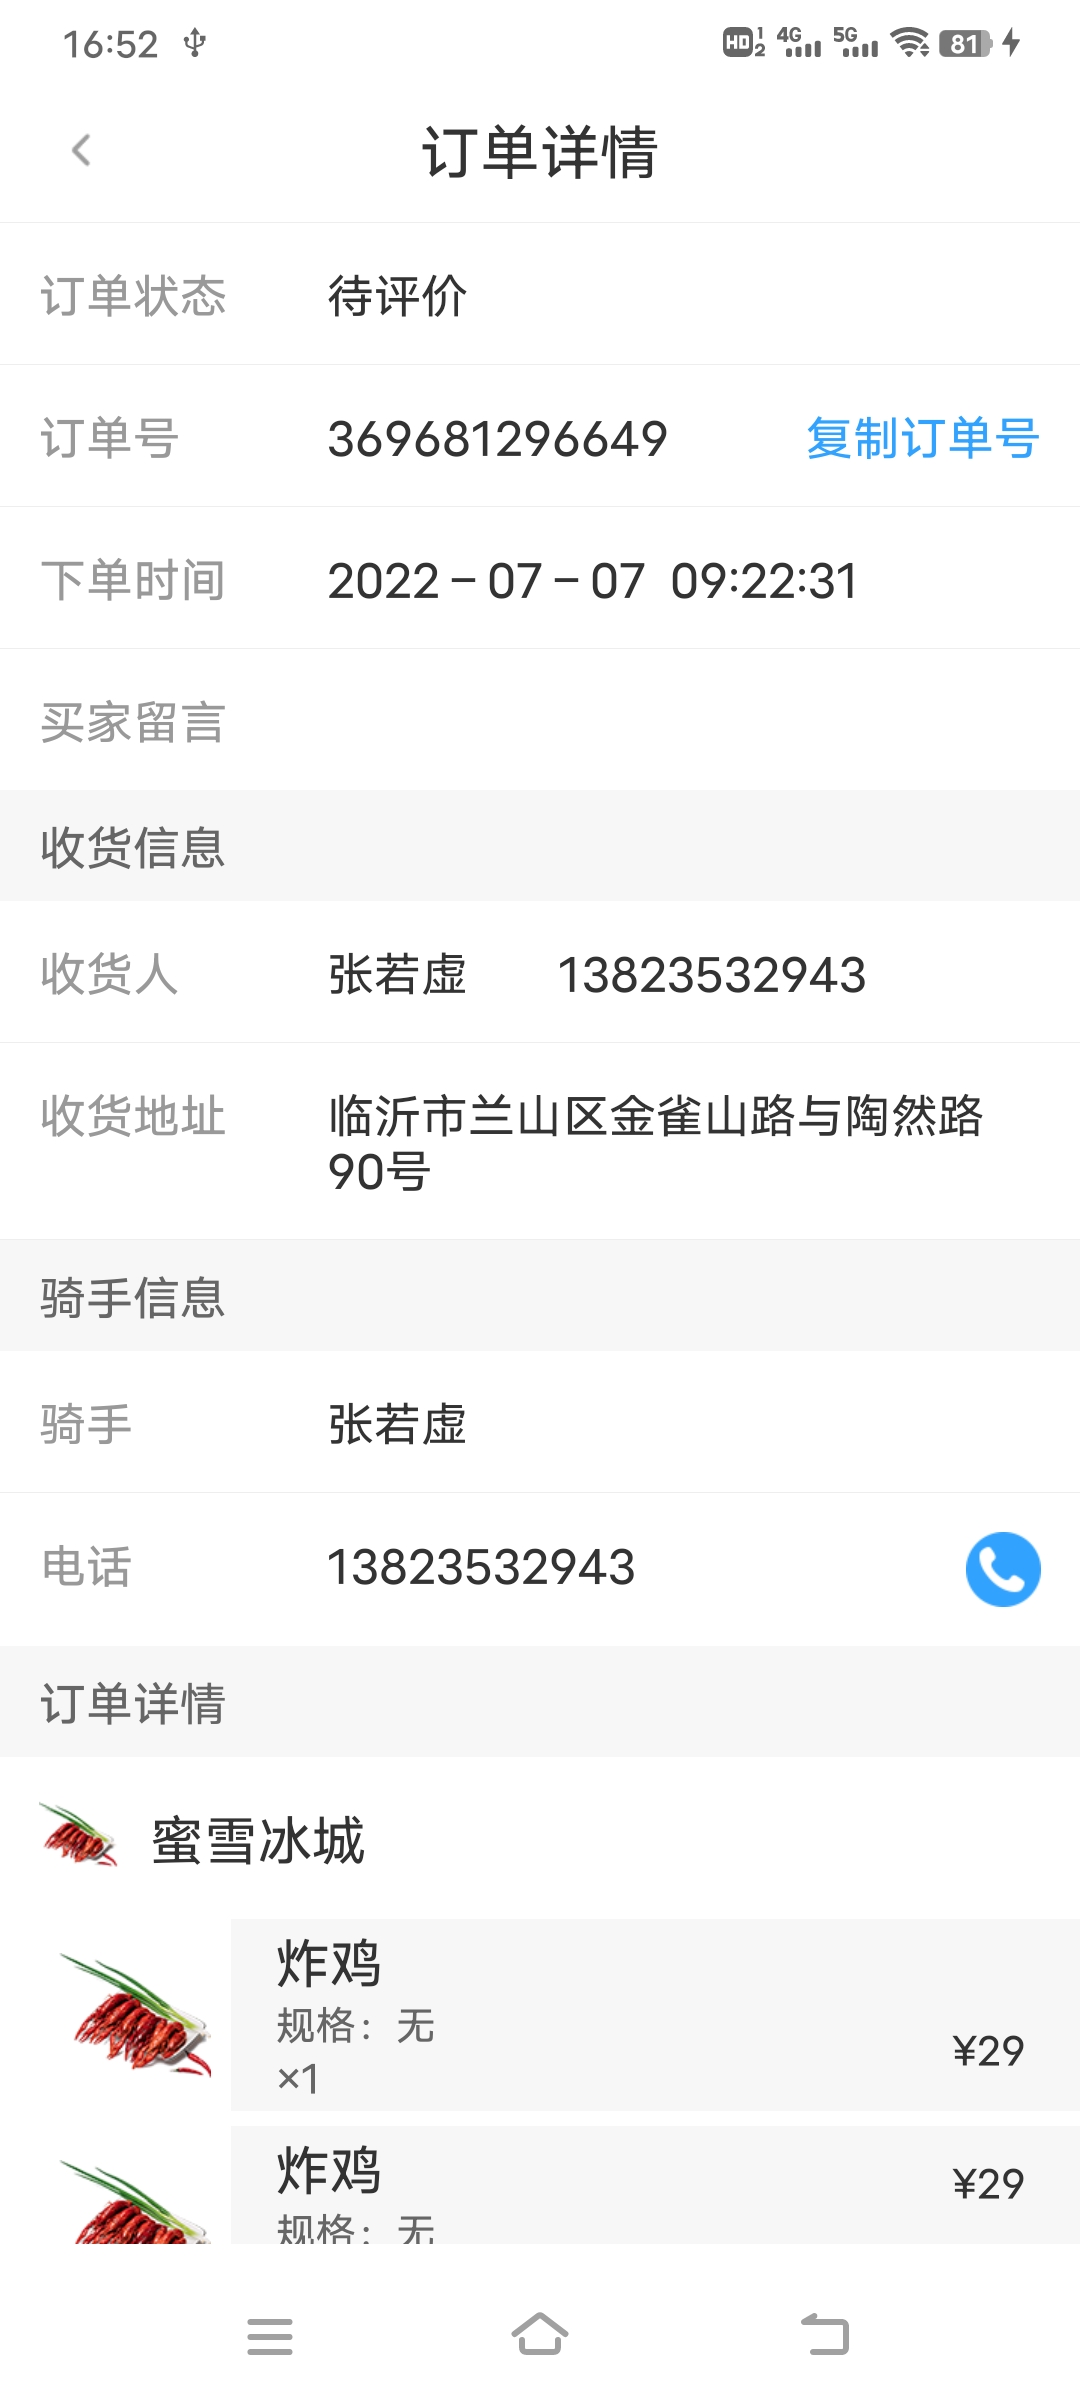 16:52
HD 1 2 4G 5G 81
订单详情
订单状态 待评价
订单号 369681296649 复制订单号
下单时间 2022-07-07 09:22:31
买家留言
收货信息
收货人 张若虚 13823532943
收货地址 临沂市兰山区金雀山路与陶然路
90号
骑手信息
骑手 张若虚
电话 13823532943
订单详情
蜜雪冰城
炸鸡
规格：无
¥29
×1
炸鸡
¥29
规格：无